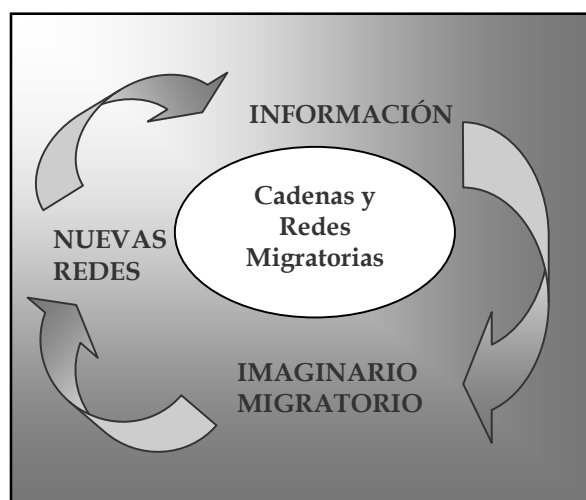 INFORMACIÓN
Cadenas y
Redes
Migratorias
NUEVAS
REDES
IMAGINARIO
MIGRATORIO